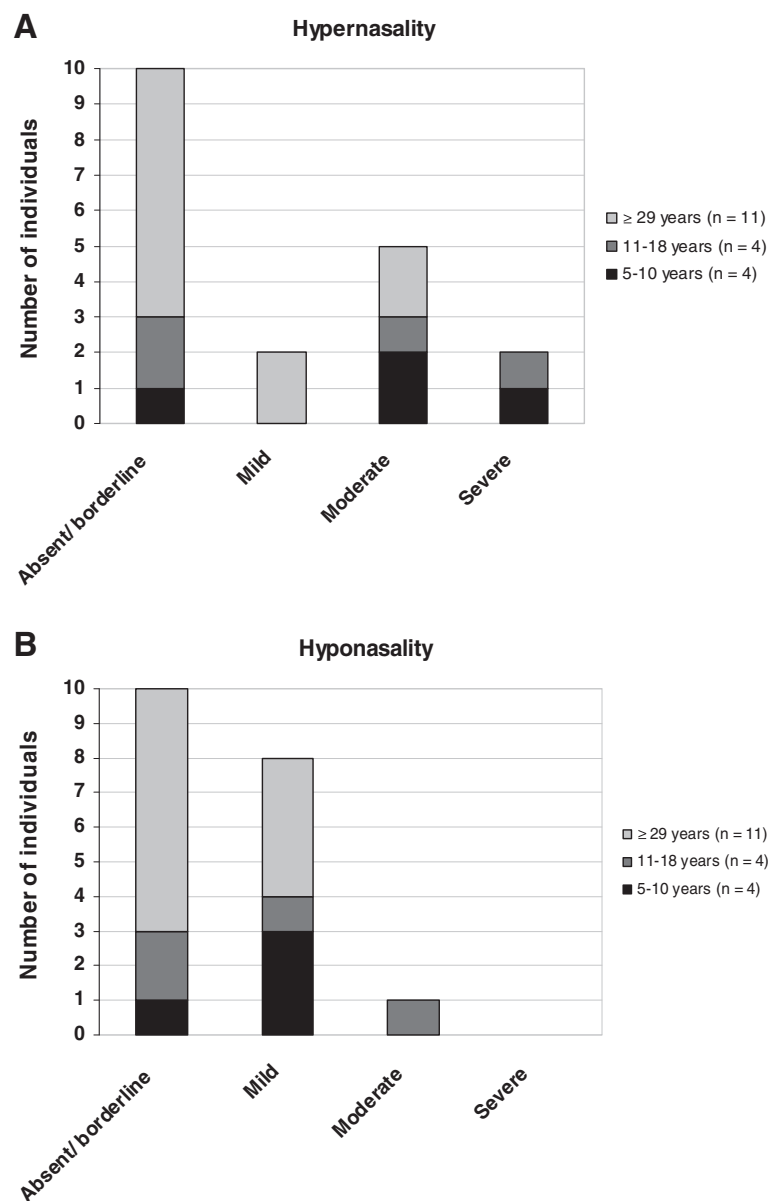 A
Hypernasality
Number of individuals
10
9
8
7
6
5
4
3
2
1
0
Absent/ borderline
Mild
Moderate
Severe
≥ 29 years (n = 11)
11-18 years (n = 4)
5-10 years (n = 4)
B
Hyponasality
Number of individuals
10
9
8
7
6
5
4
3
2
1
0
Absent/ borderline
Mild
Moderate
Severe
≥ 29 years (n = 11)
11-18 years (n = 4)
5-10 years (n = 4)